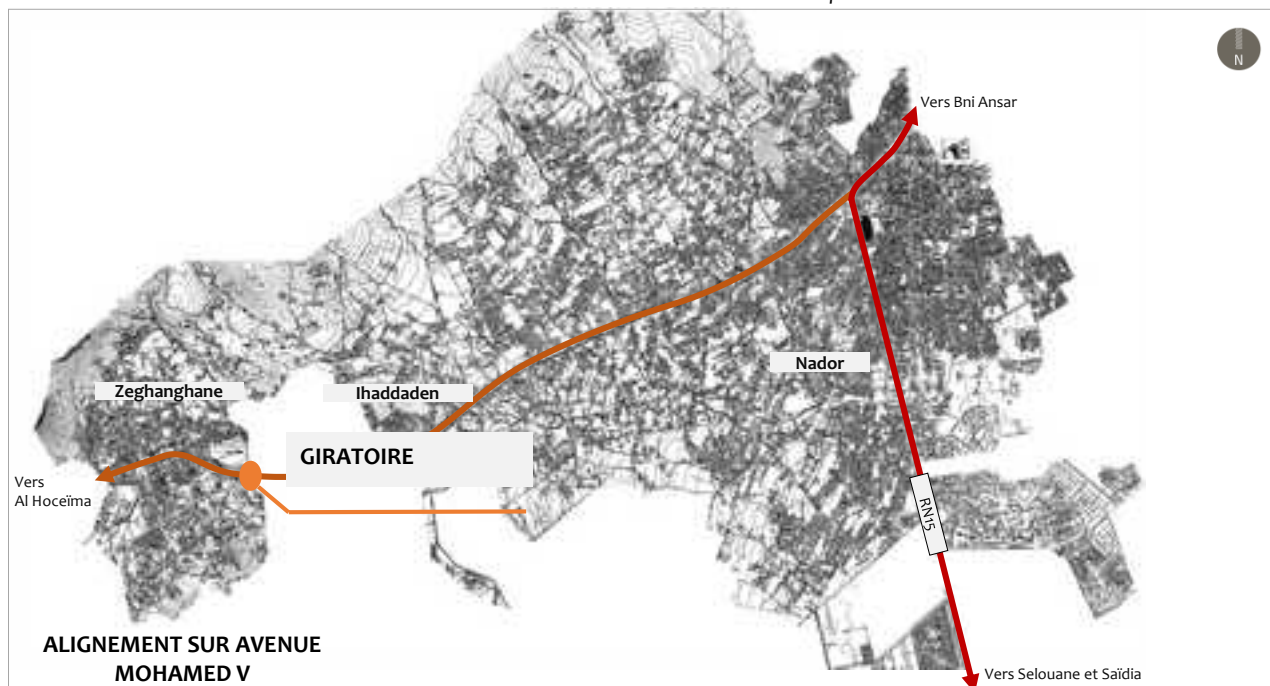 N
Vers Bni Ansar
Nador
Zeghanghane
Ihaddaden
GIRATOIRE
Vers
Al Hoceïma
RN15
ALIGNEMENT SUR AVENUE
MOHAMED V
Vers Selouane et Saïdia